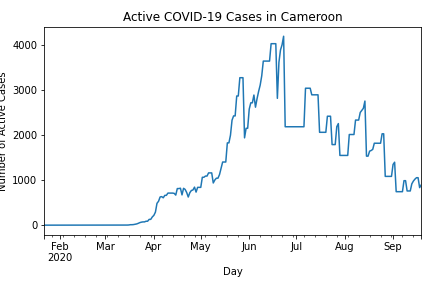 Active COVID-19 Cases in Cameroon
Number of Active Cases
4000
3000
2000
1000
0
Feb
2020
Mar
Apr
May
Jun
Jul
Aug
Sep
Day